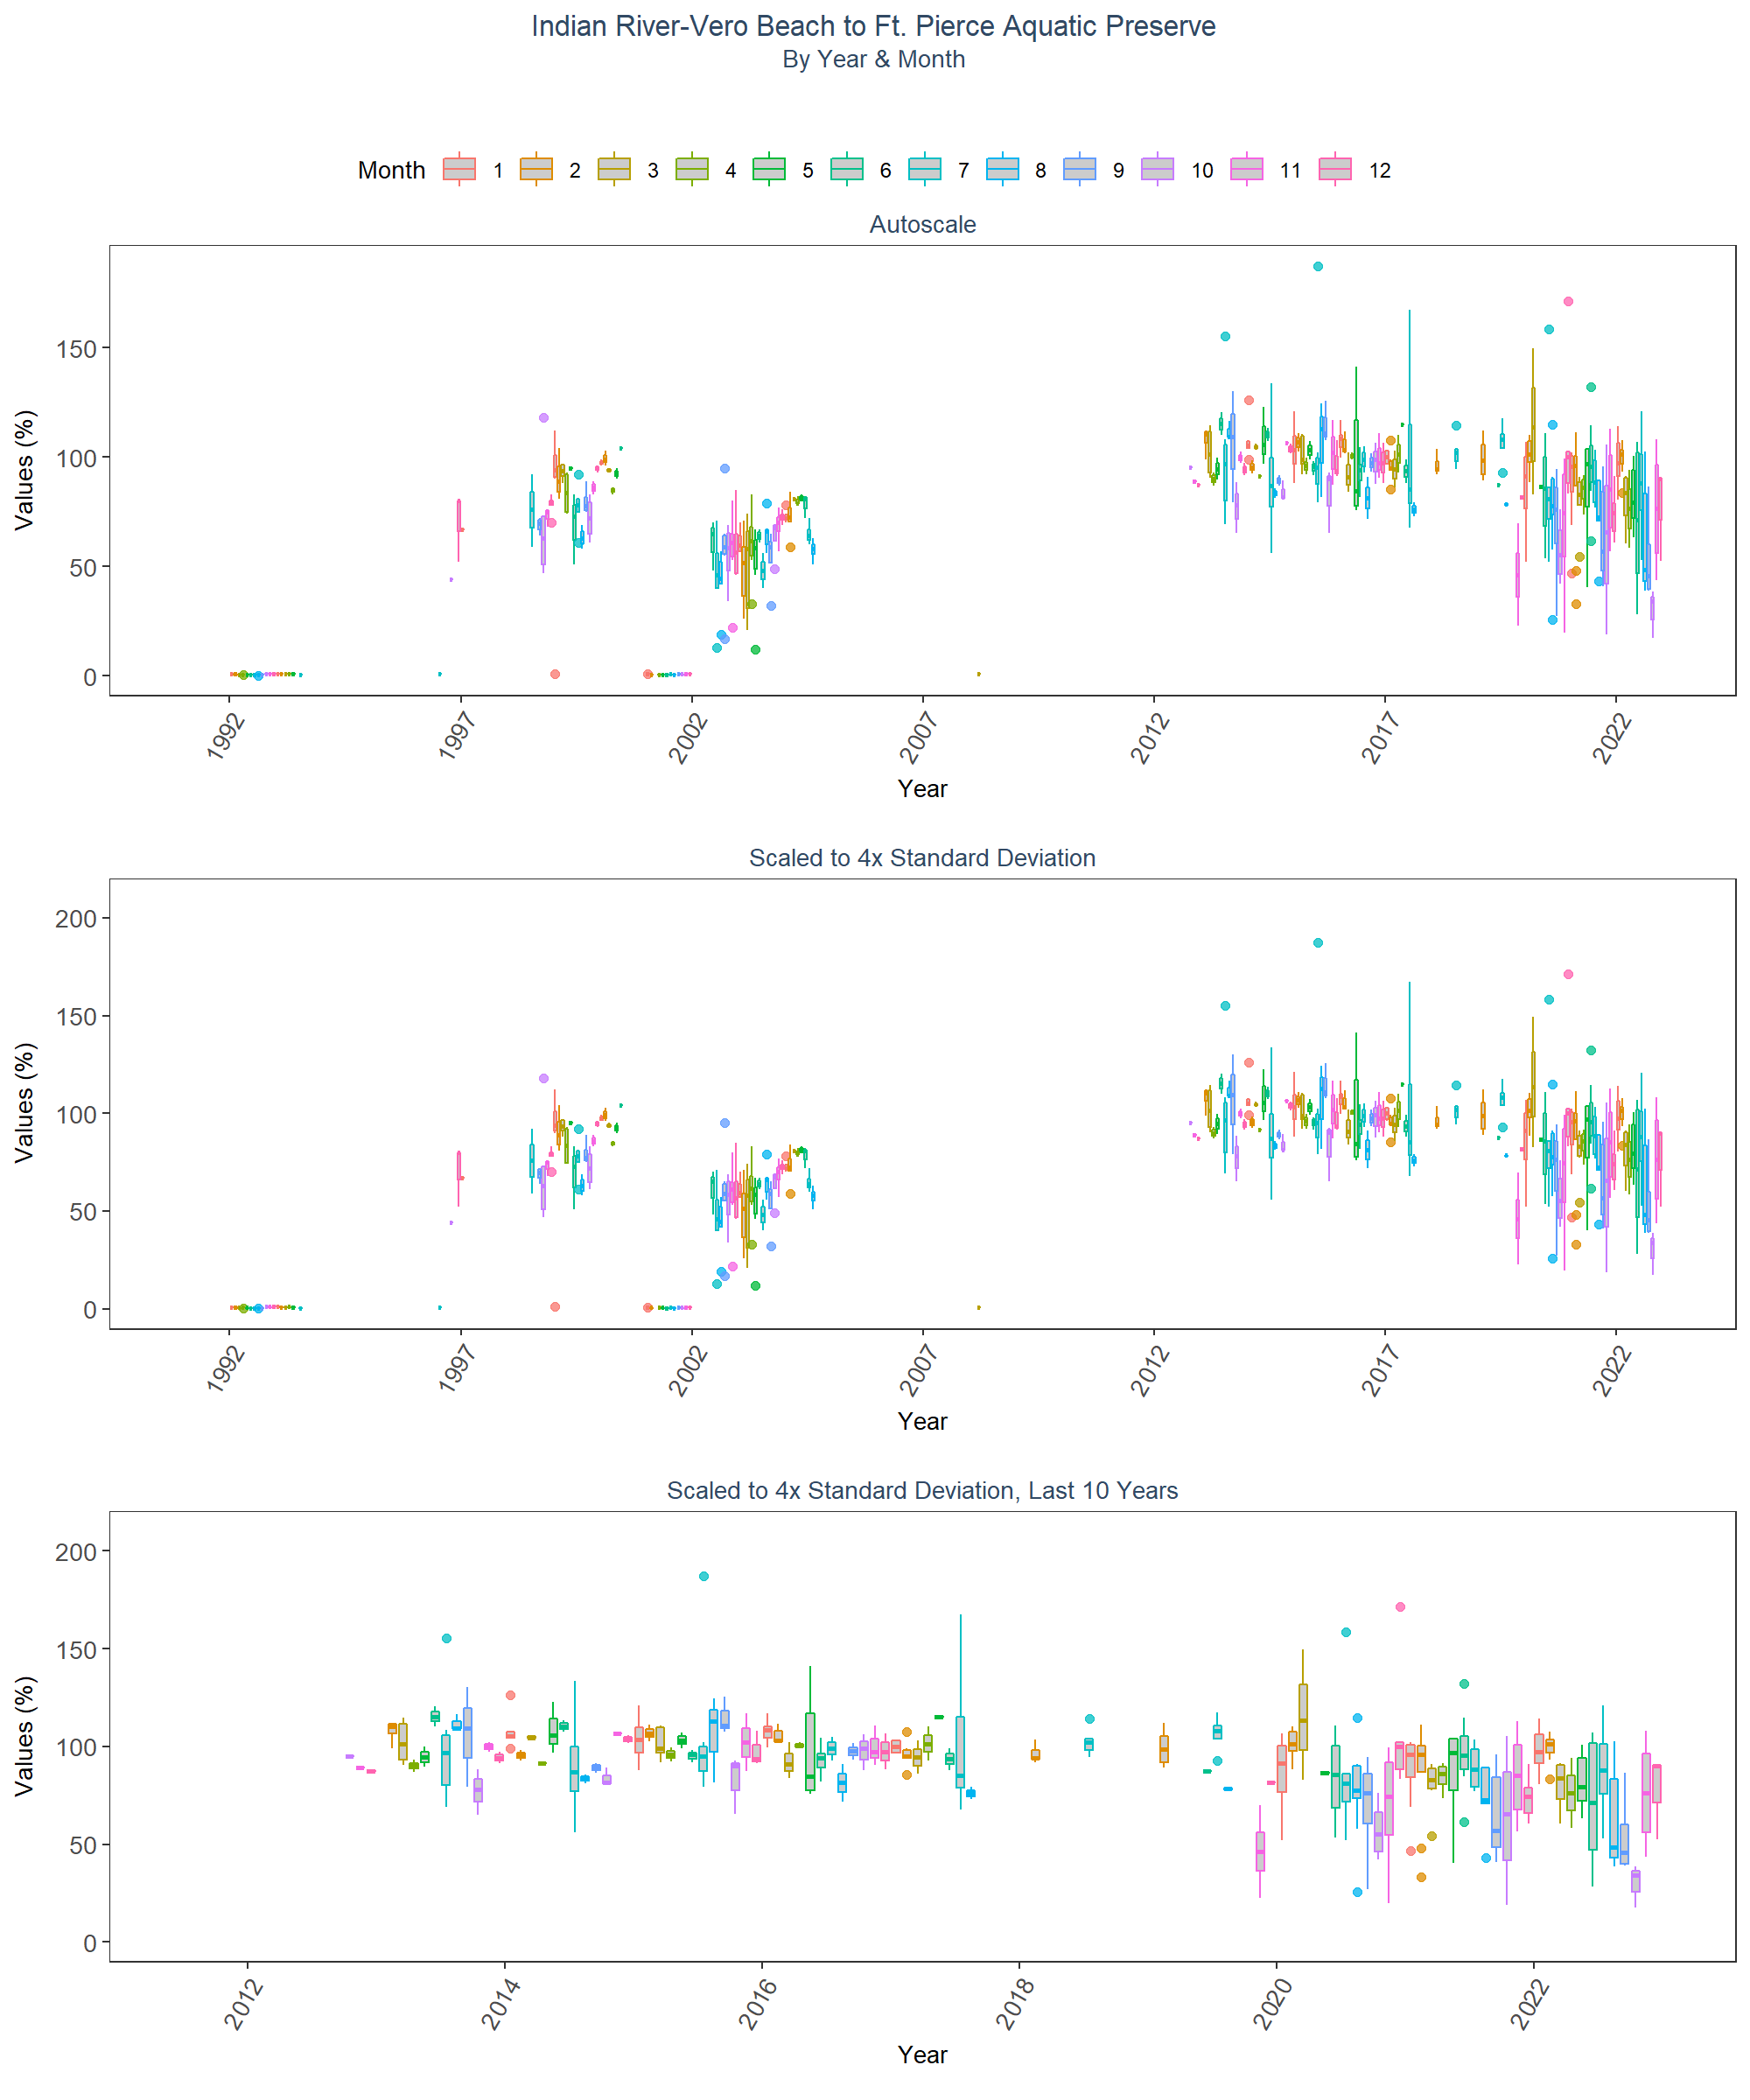 Indian River-Vero Beach to Ft. Pierce Aquatic Preserve
By Year & Month
Month 1 2 3 4 5 6 7 8 9 10 11 12
Autoscale
Values (%)
150
100
50
0
1992 1997 2002 2007 2012 2017 2022
Year
Scaled to 4x Standard Deviation
Values (%)
200
150
100
50
0
1992 1997 2002 2007 2012 2017 2022
Year
Scaled to 4x Standard Deviation, Last 10 Years
Values (%)
200
150
100
50
0
2012 2014 2016 2018 2020 2022
Year